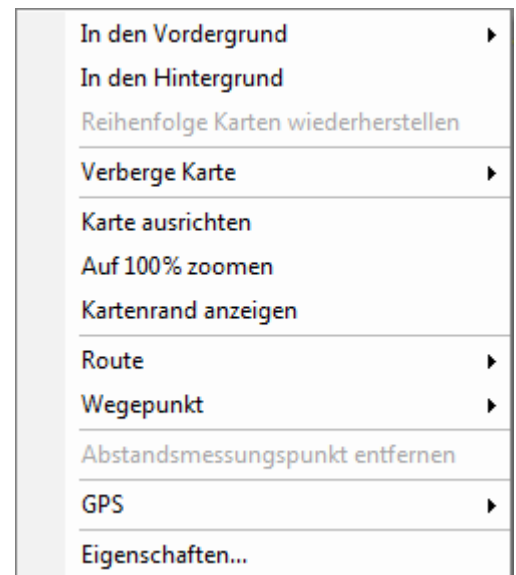 In den Vordergrund
In den Hintergrund
Reihenfolge Karten wiederherstellen
Verberge Karte
Karte ausrichten
Auf 100% zoomen
Kartenrand anzeigen
Route
Wegepunkt
Abstandsmessungspunkt entfernen
GPS
Eigenschaften...